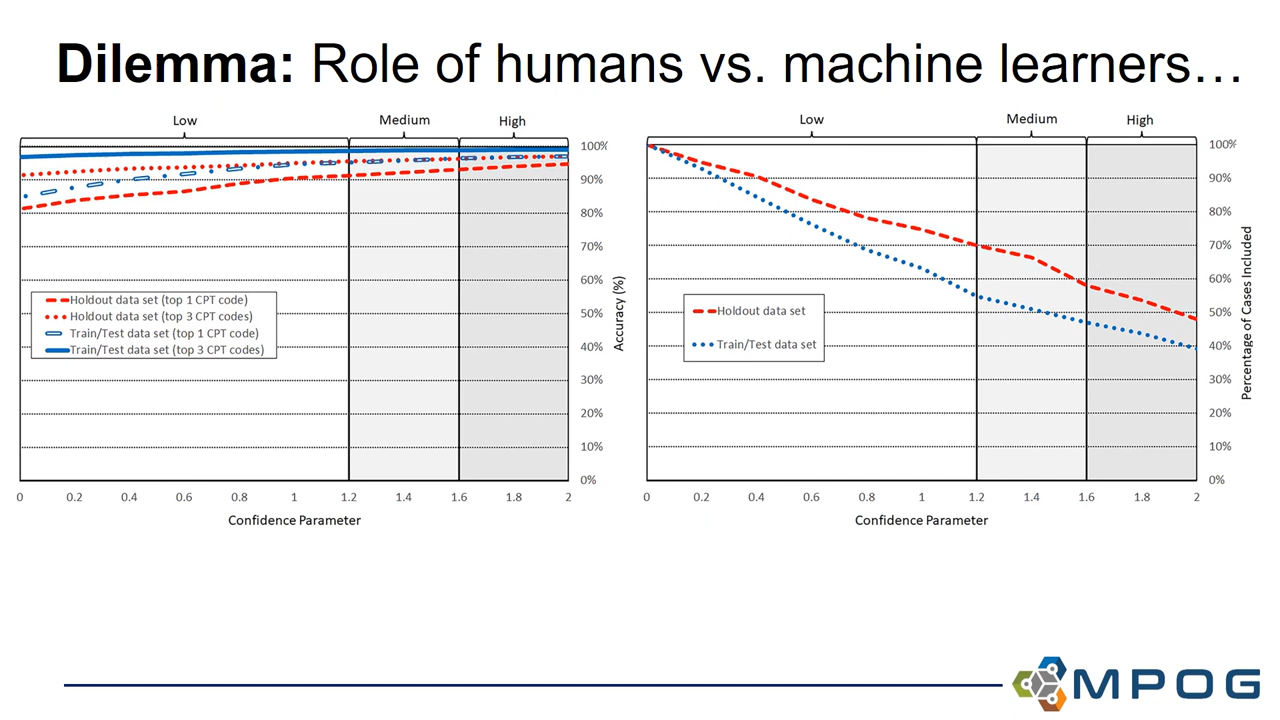 Dilemma: Role of humans vs. machine learners…
Low
Medium
High
100%
90%
80%
70%
60%
50%
40%
30%
20%
10%
0%
Accuracy (%)
Holdout data set (top 1 CPT code)
Holdout data set (top 3 CPT codes)
Train/Test data set (top 1 CPT code)
Train/Test data set (top 3 CPT codes)
0 0.2 0.4 0.6 0.8 1 1.2 1.4 1.6 1.8 2
Confidence Parameter
Low
Medium
High
100%
90%
80%
70%
60%
50%
40%
30%
20%
10%
0%
Percentage of Cases Included
Holdout data set
Train/Test data set
0 0.2 0.4 0.6 0.8 1 1.2 1.4 1.6 1.8 2
Confidence Parameter
MPOG